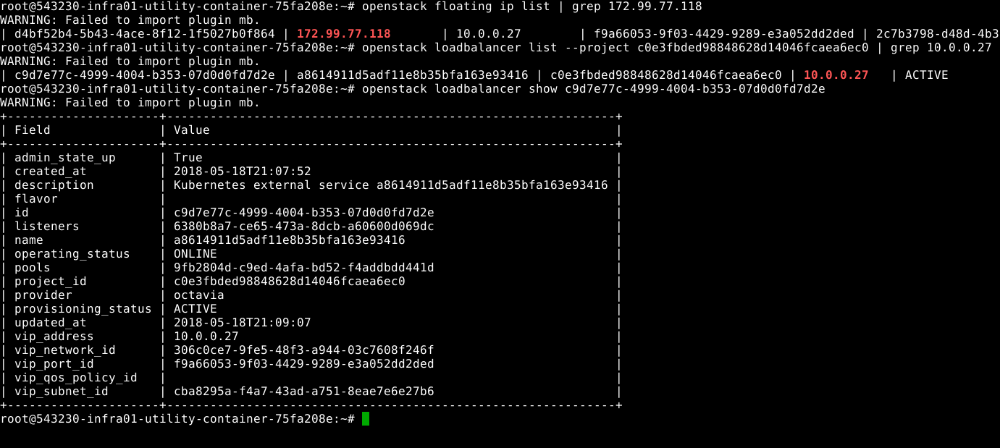 root@543230-infra01-utility-container-75fa208e:~# openstack floating ip list | grep 172.99.77.118
WARNING: Failed to import plugin mb.
| d4bf52b4-5b43-4ace-8f12-1f5027b0f864 | 172.99.77.118       | 10.0.0.27        | f9a66053-9f03-4429-9289-e3a052dd2ded | 2c7b3798-d48d-4b3
root@543230-infra01-utility-container-75fa208e:~# openstack loadbalancer list --project c0e3fbded98848628d14046fcaea6ec0 | grep 10.0.0.27
WARNING: Failed to import plugin mb.
| c9d7e77c-4999-4004-b353-07d0d0fd7d2e | a8614911d5adf11e8b35bfa163e93416 | c0e3fbded98848628d14046fcaea6ec0 | 10.0.0.27   | ACTIVE
root@543230-infra01-utility-container-75fa208e:~# openstack loadbalancer show c9d7e77c-4999-4004-b353-07d0d0fd7d2e
WARNING: Failed to import plugin mb.
+---------------------+--------------------------------------------------------------+
| Field               | Value                                                        |
+---------------------+--------------------------------------------------------------+
| admin_state_up      | True                                                         |
| created_at          | 2018-05-18T21:07:52                                          |
| description         | Kubernetes external service a8614911d5adf11e8b35bfa163e93416 |
| flavor              |                                                              |
| id                  | c9d7e77c-4999-4004-b353-07d0d0fd7d2e                         |
| listeners           | 6380b8a7-ce65-473a-8dcb-a60600d069dc                         |
| name                | a8614911d5adf11e8b35bfa163e93416                             |
| operating_status    | ONLINE                                                       |
| pools               | 9fb2804d-c9ed-4afa-bd52-f4addbdd441d                         |
| project_id          | c0e3fbded98848628d14046fcaea6ec0                             |
| provider            | octavia                                                      |
| provisioning_status | ACTIVE                                                       |
| updated_at          | 2018-05-18T21:09:07                                          |
| vip_address         | 10.0.0.27                                                    |
| vip_network_id      | 306c0ce7-9fe5-48f3-a944-03c7608f246f                         |
| vip_port_id         | f9a66053-9f03-4429-9289-e3a052dd2ded                         |
| vip_qos_policy_id   |                                                              |
| vip_subnet_id       | cba8295a-f4a7-43ad-a751-8eae7e6e27b6                         |
+---------------------+--------------------------------------------------------------+
root@543230-infra01-utility-container-75fa208e:~#